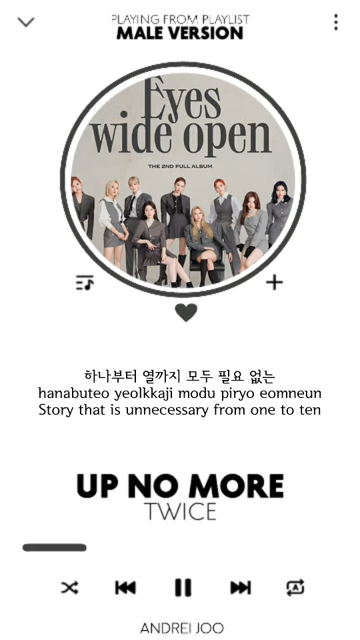 PLAYING FROM PLAYLIST
MALE VERSION
Eyes
wide open
THE 2ND FULL ALBUM
하나부터 열까지 모두 필요 없는
hanabuteo yeolkkaji modu piryo eomneun
Story that is unnecessary from one to ten
UP NO MORE
TWICE
A
ANDREI JOO